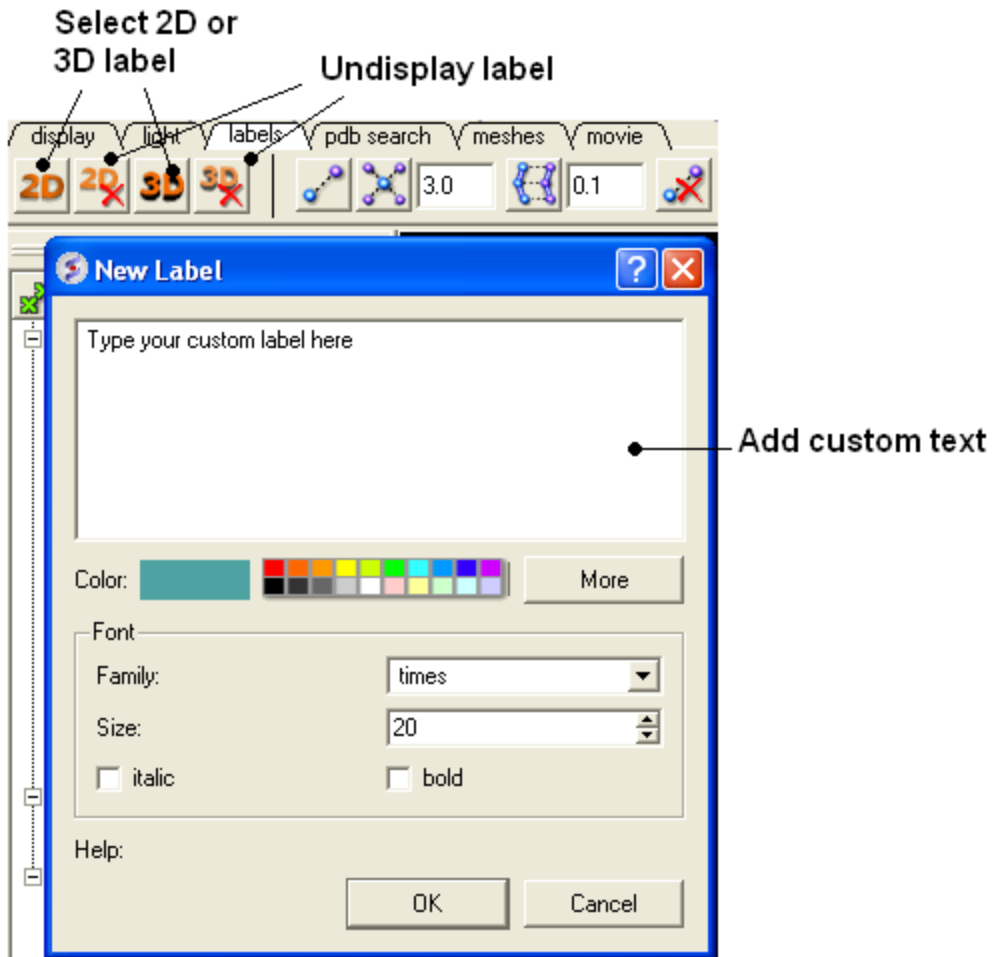 Select 2D or
3D label
Undisplay label
display light labels pdb search meshes movie
2D 2D 3D 3D 3.0 0.1
New Label
Type your custom label here
Add custom text
Color: More
Font
Family: times
Size: 20
italic bold
Help:
OK Cancel